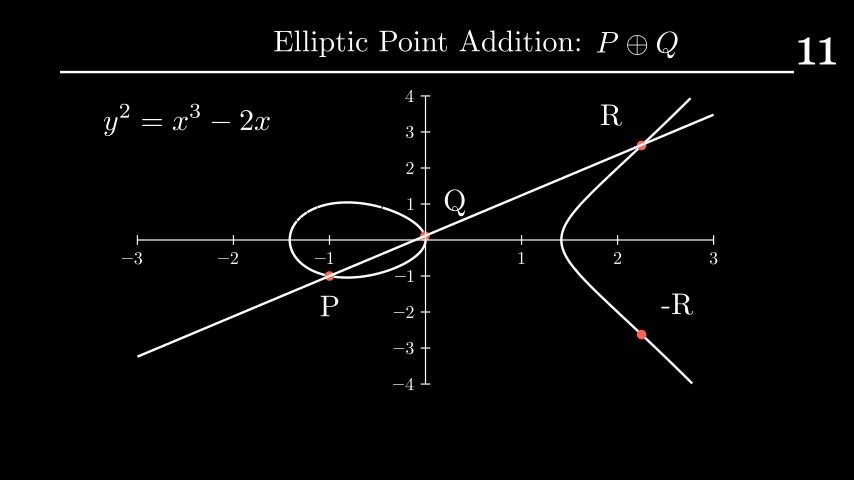 Elliptic Point Addition: P ⊕ Q
11
y² = x³ − 2x
4
R
3
2
1
Q
−3 −2 −1 1 2 3
−1
P
-R
−2
−3
−4